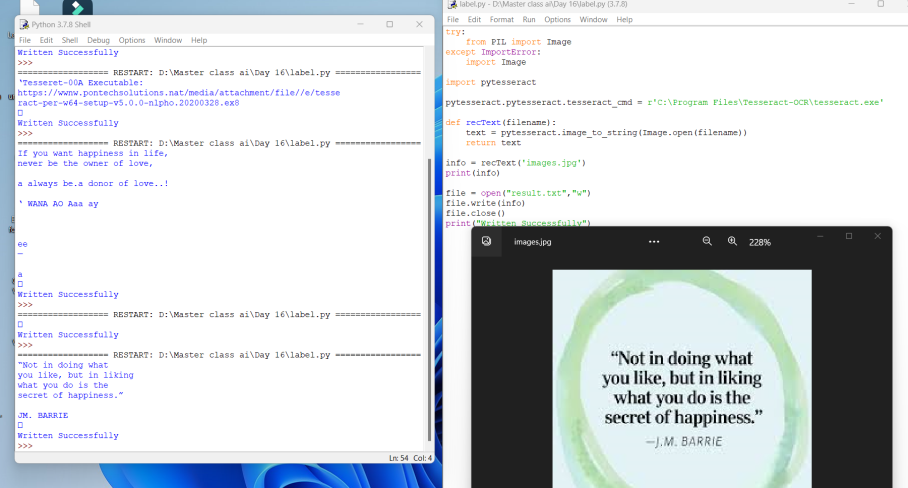 Python 3.7.8 Shell
File Edit Shell Debug Options Window Help
Written Successfully
>>>
================== RESTART: D:\Master class ai\Day 16\label.py =================
‘Tesseret-00A Executable:
https://wwnw.pontechsolutions.nat/media/attachment/file//e/tesse
ract-per-w64-setup-v5.0.0-nlpho.20200328.ex8
Written Successfully
>>>
================== RESTART: D:\Master class ai\Day 16\label.py =================
If you want happiness in life,
never be the owner of love,
a always be.a donor of love..!
‘ WANA AO Aaa ay
ee
—
a
Written Successfully
>>>
================== RESTART: D:\Master class ai\Day 16\label.py =================
Written Successfully
>>>
================== RESTART: D:\Master class ai\Day 16\label.py =================
“Not in doing what
you like, but in liking
what you do is the
secret of happiness.”
JM. BARRIE
Written Successfully
>>>
Ln: 54 Col: 4
label.py - D:\Master class ai\Day 16\label.py (3.7.8)
File Edit Format Run Options Window Help
try:
    from PIL import Image
except ImportError:
    import Image
import pytesseract
pytesseract.pytesseract.tesseract_cmd = r'C:\Program Files\Tesseract-OCR\tesseract.exe'
def recText(filename):
    text = pytesseract.image_to_string(Image.open(filename))
    return text
info = recText('images.jpg')
print(info)
file = open("result.txt","w")
file.write(info)
file.close()
print("Written Successfully")
images.jpg
228%
“Not in doing what
you like, but in liking
what you do is the
secret of happiness.”
—J.M. BARRIE